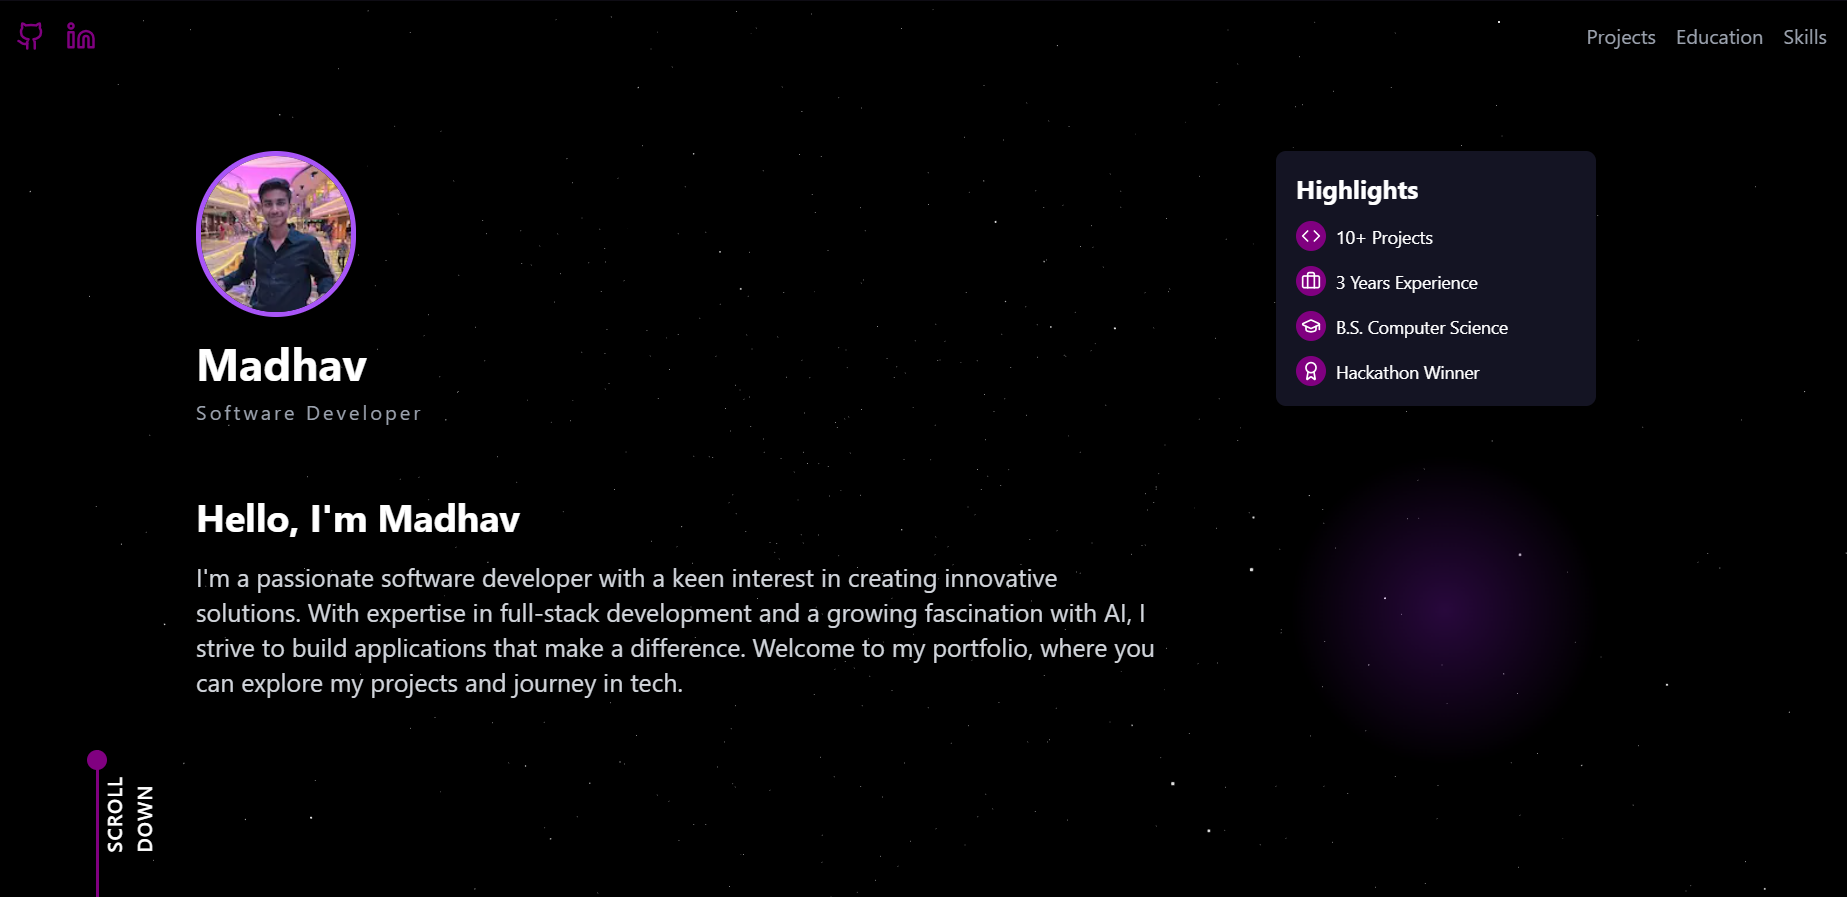 Projects Education Skills
Madhav
Software Developer
Hello, I'm Madhav
I'm a passionate software developer with a keen interest in creating innovative
solutions. With expertise in full-stack development and a growing fascination with AI, I
strive to build applications that make a difference. Welcome to my portfolio, where you
can explore my projects and journey in tech.
Highlights
10+ Projects
3 Years Experience
B.S. Computer Science
Hackathon Winner
SCROLL
DOWN